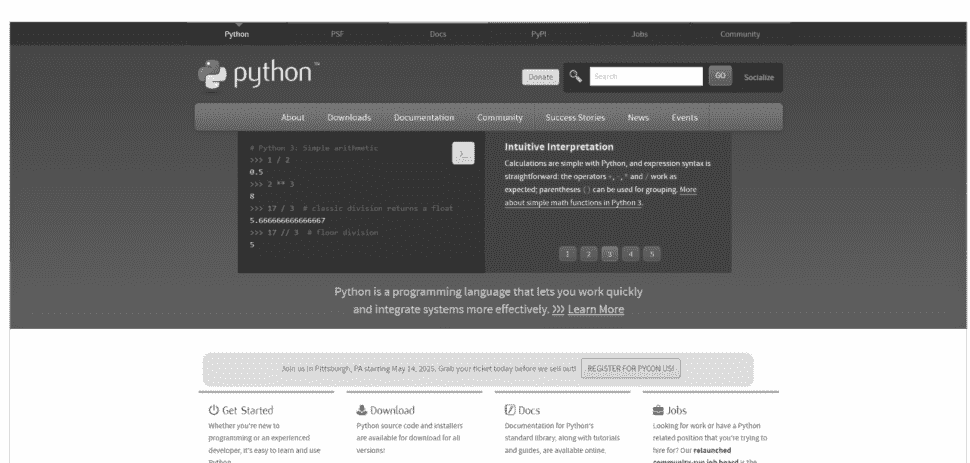 Python PSF Docs PyPI Jobs Community
python™
Donate Search GO Socialize
About Downloads Documentation Community Success Stories News Events
# Python 3: Simple arithmetic
>>> 1 / 2
0.5
>>> 2 ** 3
8
>>> 17 / 3 # classic division returns a float
5.666666666666667
>>> 17 // 3 # floor division
5
>_
Intuitive Interpretation
Calculations are simple with Python, and expression syntax is
straightforward: the operators +, -, * and / work as
expected; parentheses () can be used for grouping. More
about simple math functions in Python 3.
1 2 3 4 5
Python is a programming language that lets you work quickly
and integrate systems more effectively. >>> Learn More
Join us in Pittsburgh, PA starting May 14, 2025. Grab your ticket today before we sell out! REGISTER FOR PYCON US!
Get Started
Whether you're new to
programming or an experienced
developer, it's easy to learn and use
Python.
Download
Python source code and installers
are available for download for all
versions!
Docs
Documentation for Python's
standard library, along with tutorials
and guides, are available online.
Jobs
Looking for work or have a Python
related position that you're trying to
hire for? Our relaunched
community-run job board is the